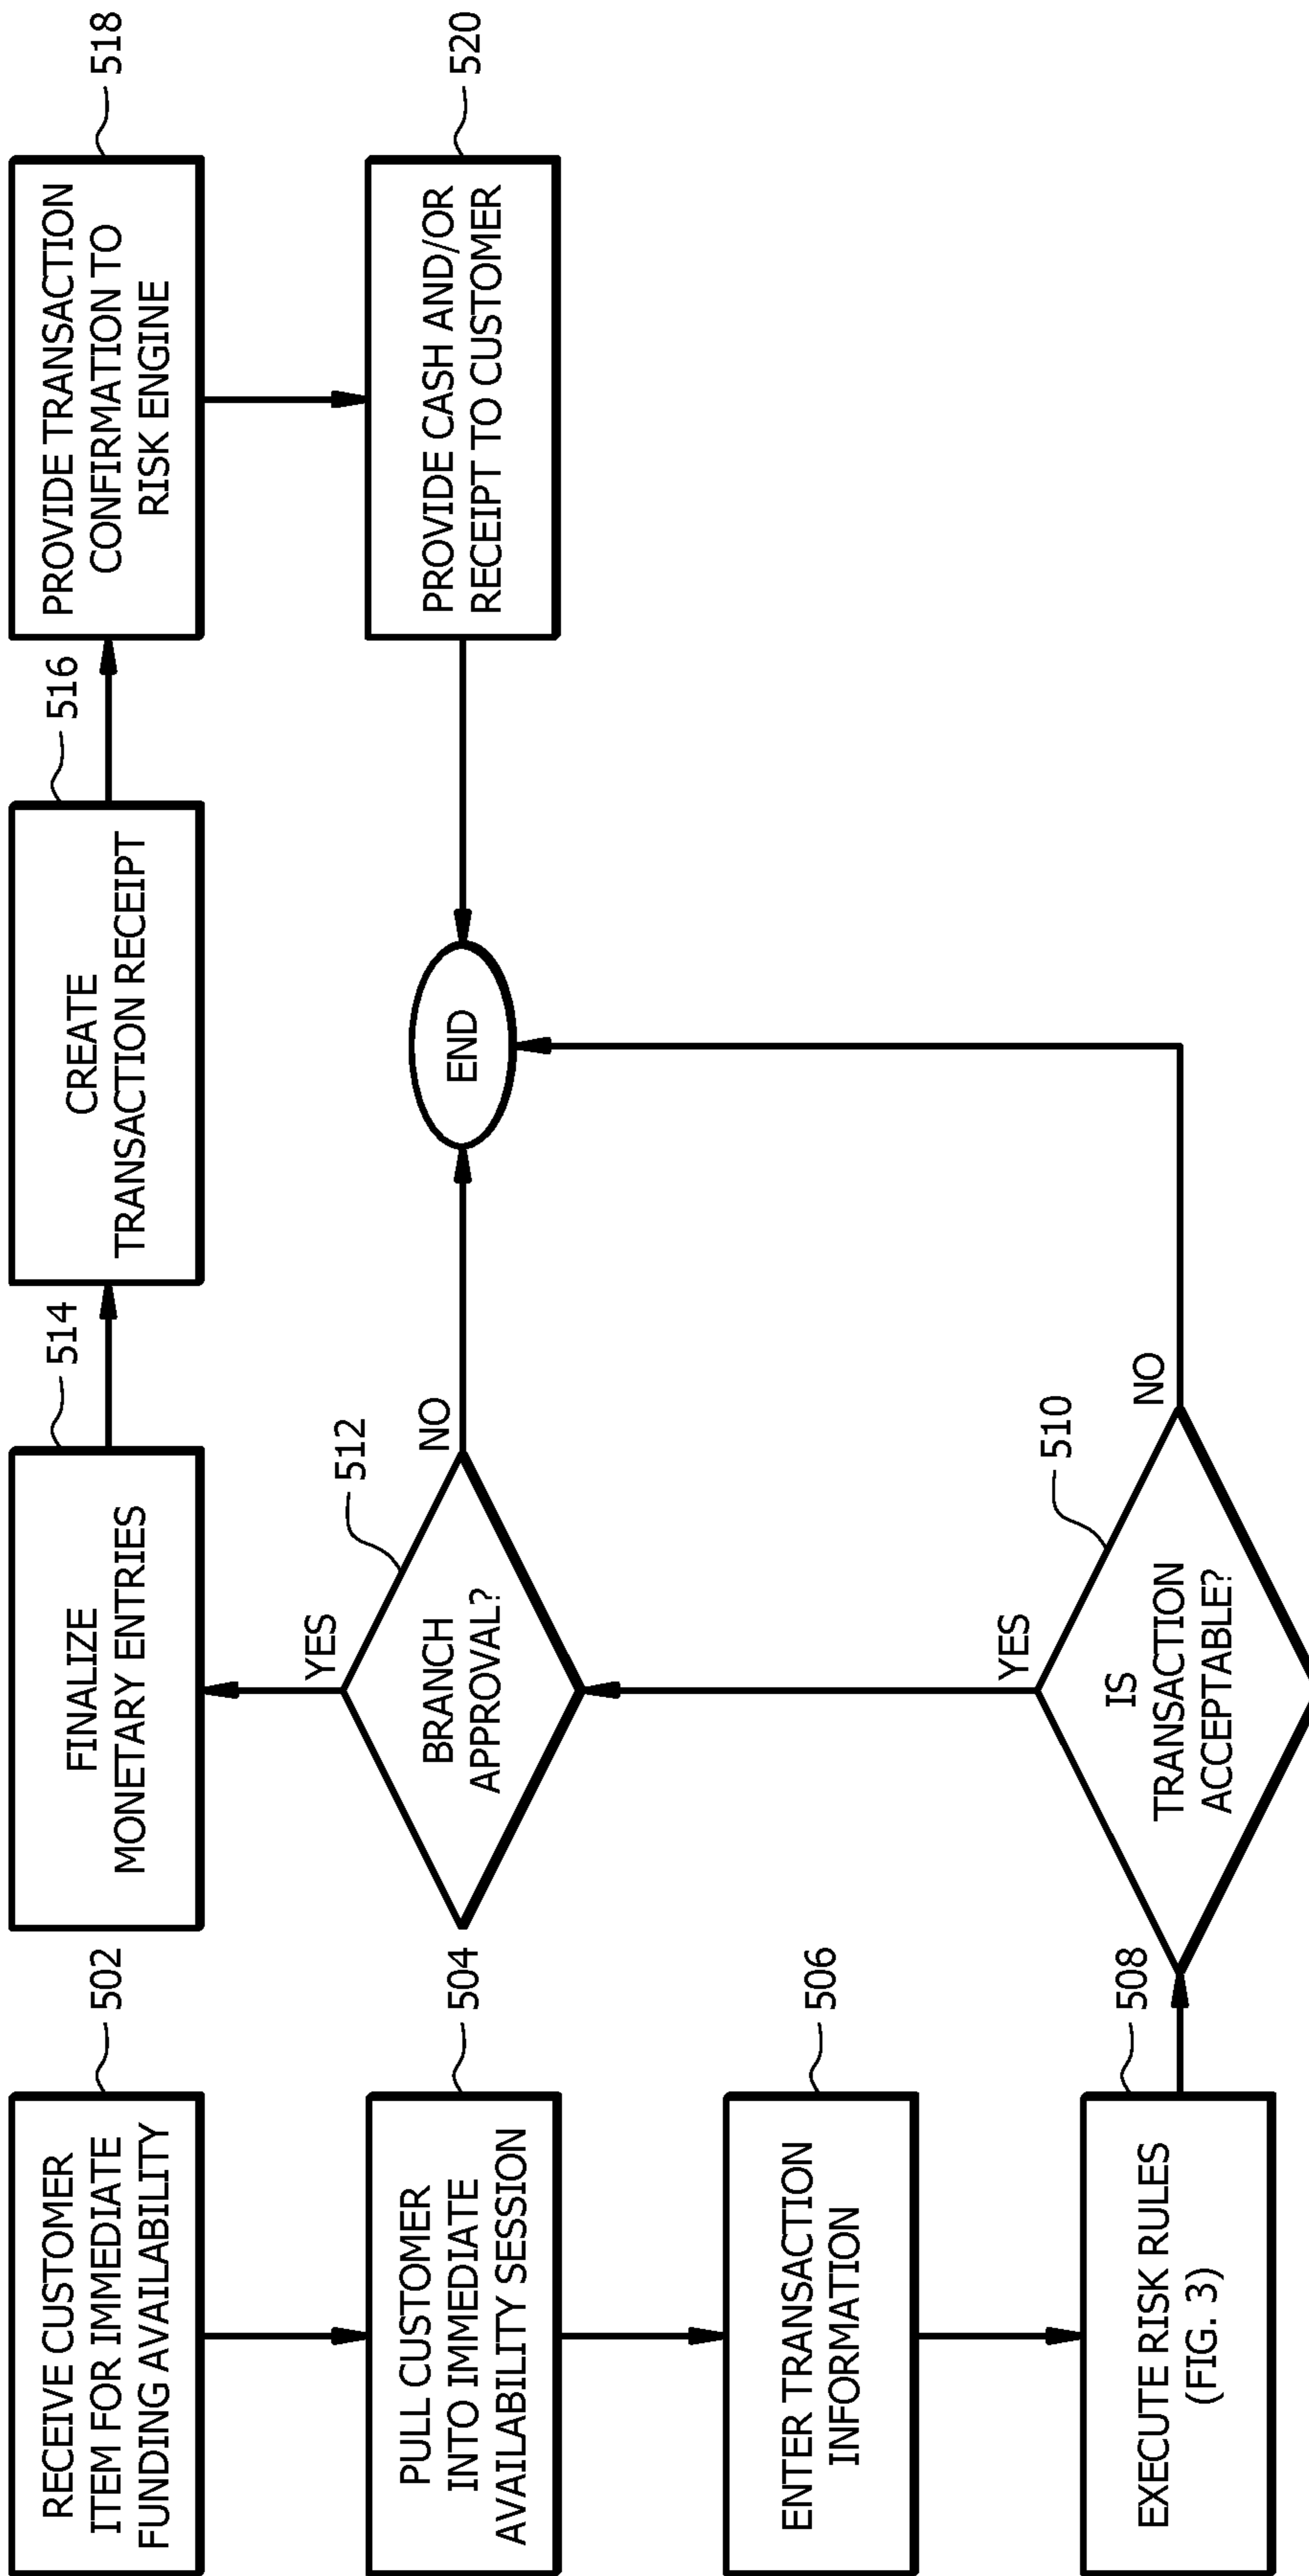 502
RECEIVE CUSTOMER
ITEM FOR IMMEDIATE
FUNDING AVAILABILITY
504
PULL CUSTOMER
INTO IMMEDIATE
AVAILABILITY SESSION
506
ENTER TRANSACTION
INFORMATION
508
EXECUTE RISK RULES
(FIG. 3)
510
IS
TRANSACTION
ACCEPTABLE?
YES
NO
512
BRANCH
APPROVAL?
YES
NO
514
FINALIZE
MONETARY ENTRIES
516
CREATE
TRANSACTION RECEIPT
518
PROVIDE TRANSACTION
CONFIRMATION TO
RISK ENGINE
520
PROVIDE CASH AND/OR
RECEIPT TO CUSTOMER
END